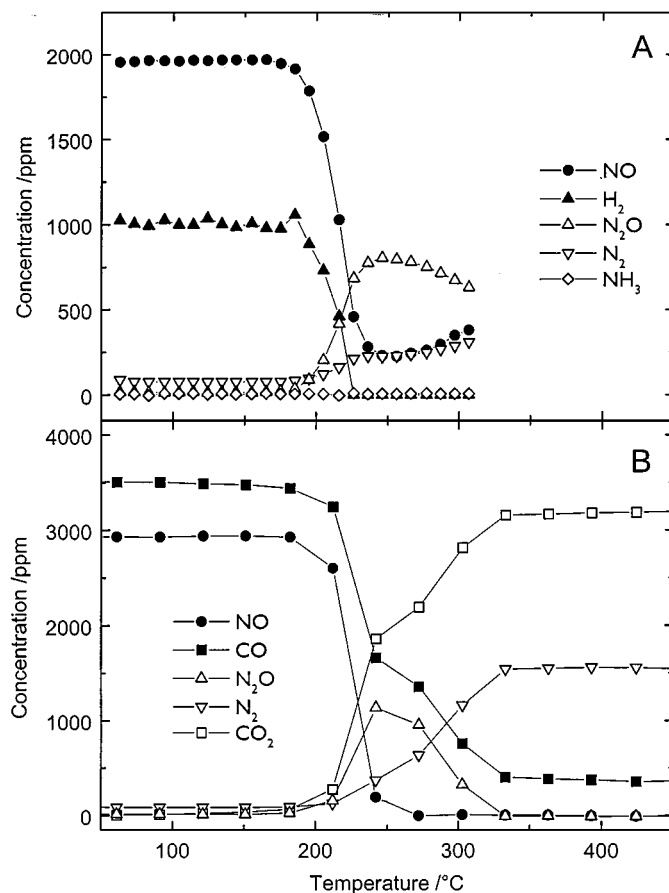 A
2000
1500
1000
500
0
Concentration /ppm
NO
H₂
N₂O
N₂
NH₃
B
4000
3000
2000
1000
0
Concentration /ppm
NO
CO
N₂O
N₂
CO₂
100 200 300 400
Temperature /°C